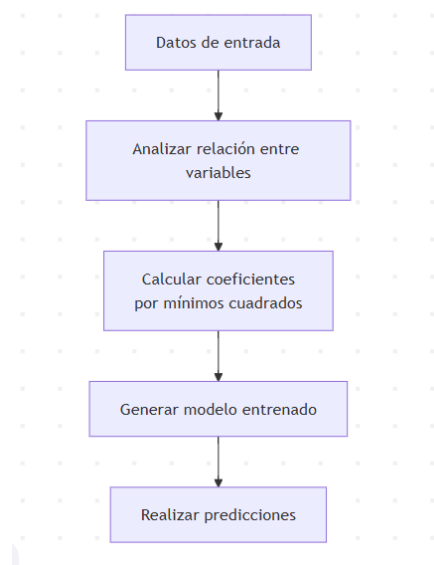 Datos de entrada
Analizar relación entre
variables
Calcular coeficientes
por mínimos cuadrados
Generar modelo entrenado
Realizar predicciones